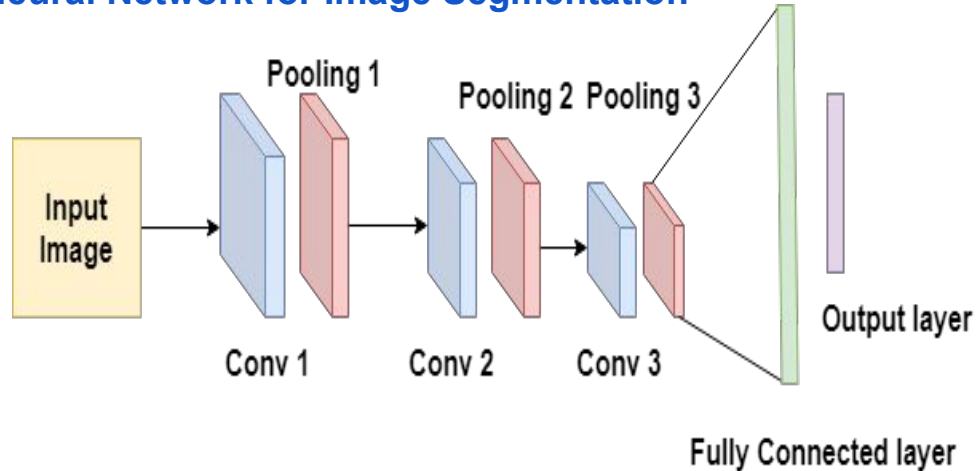 Neural Network for Image Segmentation
Pooling 1
Pooling 2 Pooling 3
Input
Image
Output layer
Conv 1 Conv 2 Conv 3
Fully Connected layer